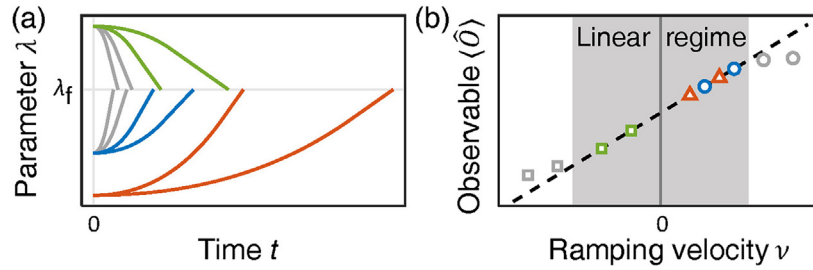 (a)
Parameter λ
λf
0
Time t
(b)
Observable ⟨Ô⟩
Linear regime
0
Ramping velocity ν